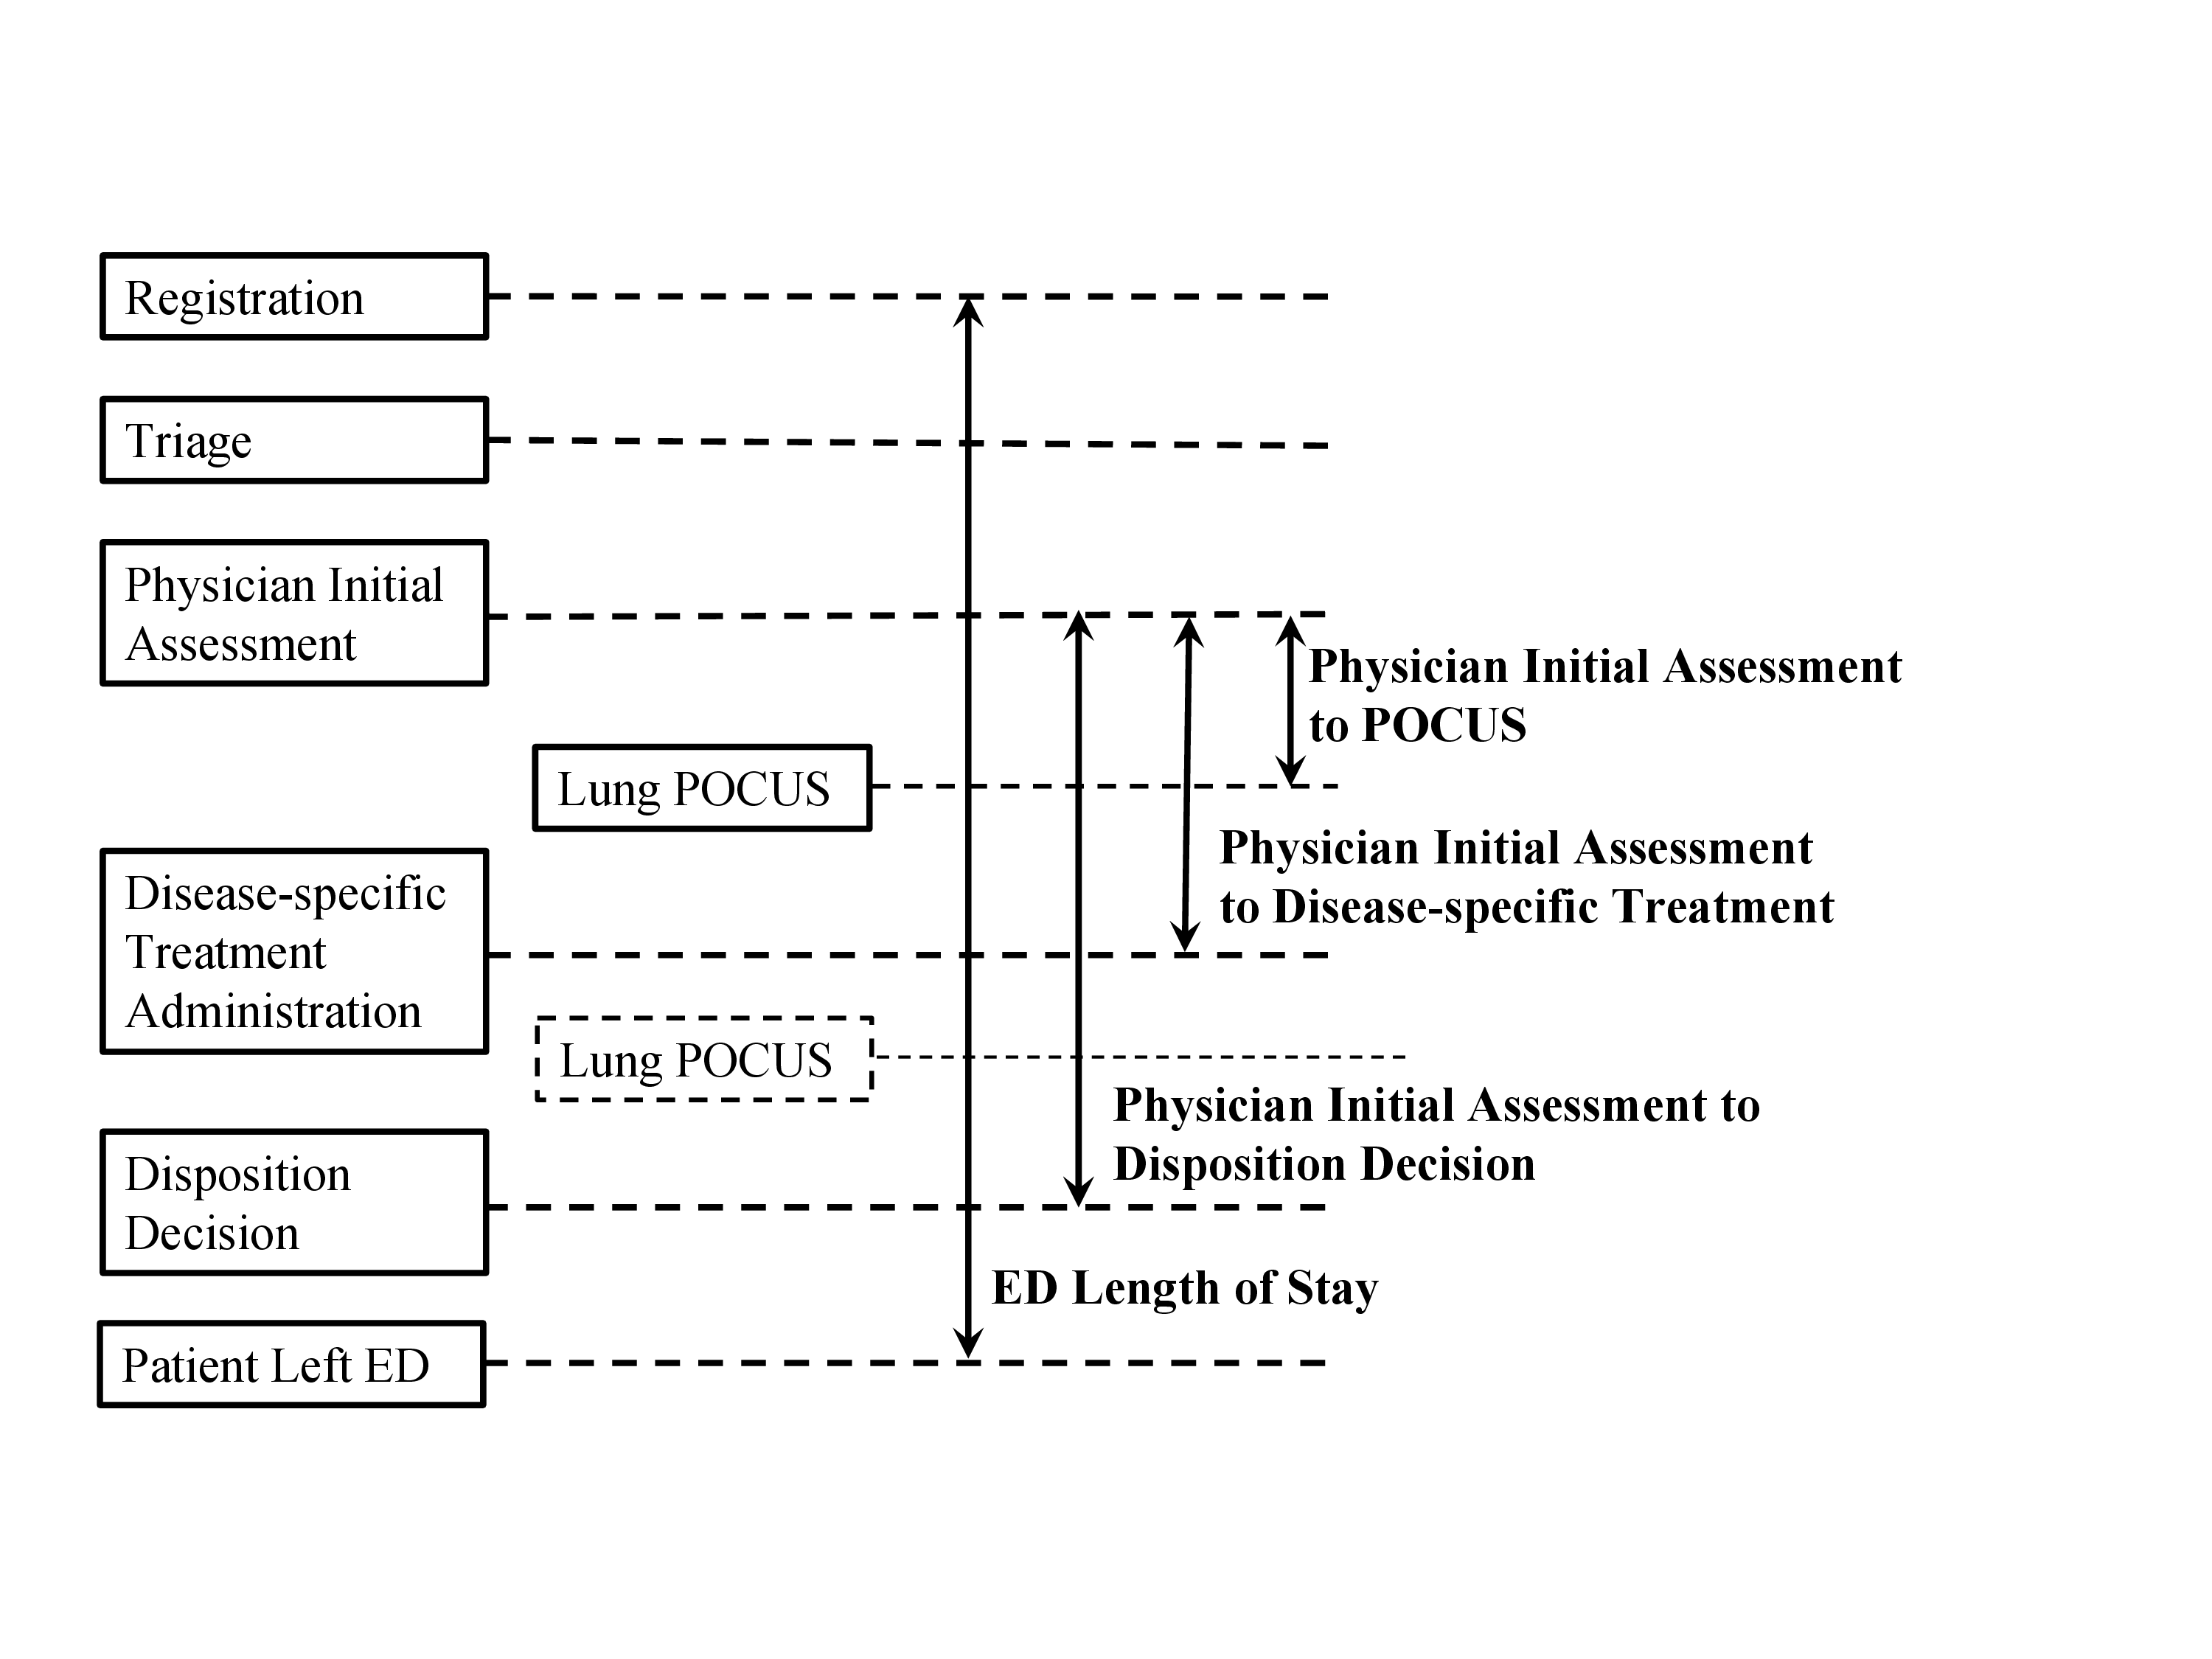 Registration
Triage
Physician Initial
Assessment
Physician Initial Assessment
to POCUS
Lung POCUS
Physician Initial Assessment
to Disease-specific Treatment
Disease-specific
Treatment
Administration
Lung POCUS
Physician Initial Assessment to
Disposition Decision
Disposition
Decision
ED Length of Stay
Patient Left ED